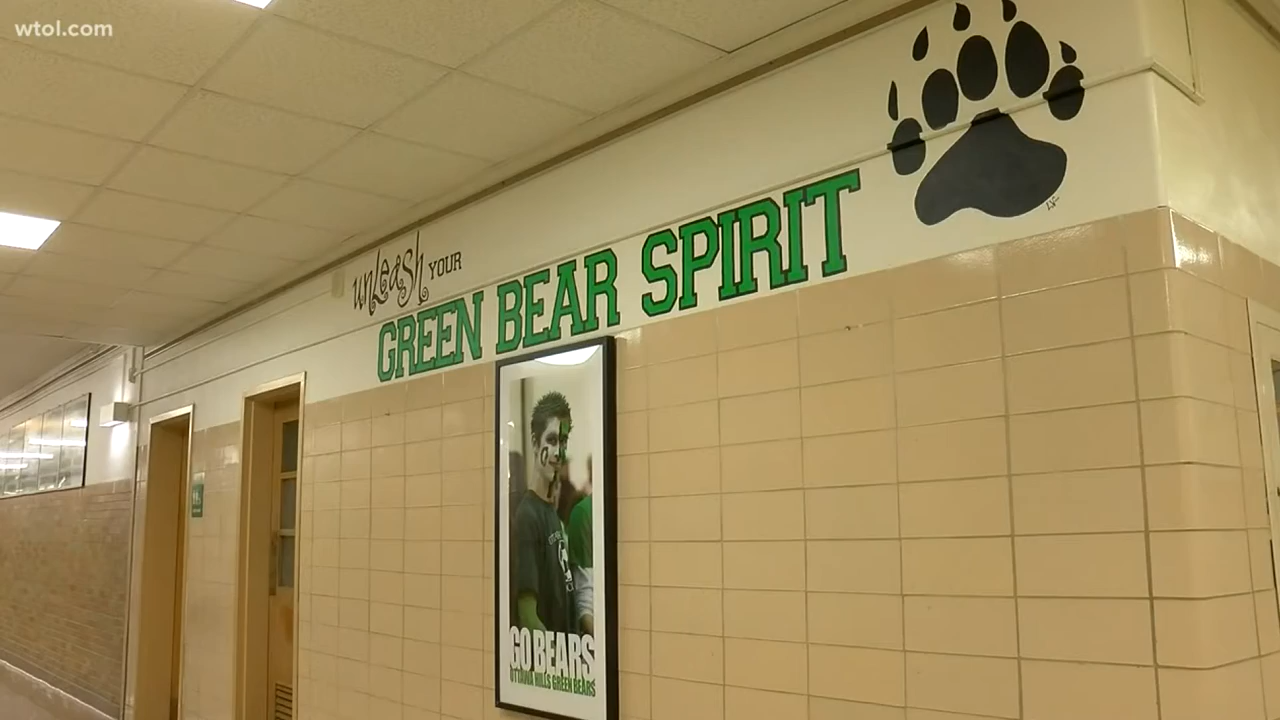 wtol.com
unleash YOUR
GREEN BEAR SPIRIT
GO BEARS
OTTAWA HILLS GREEN BEARS